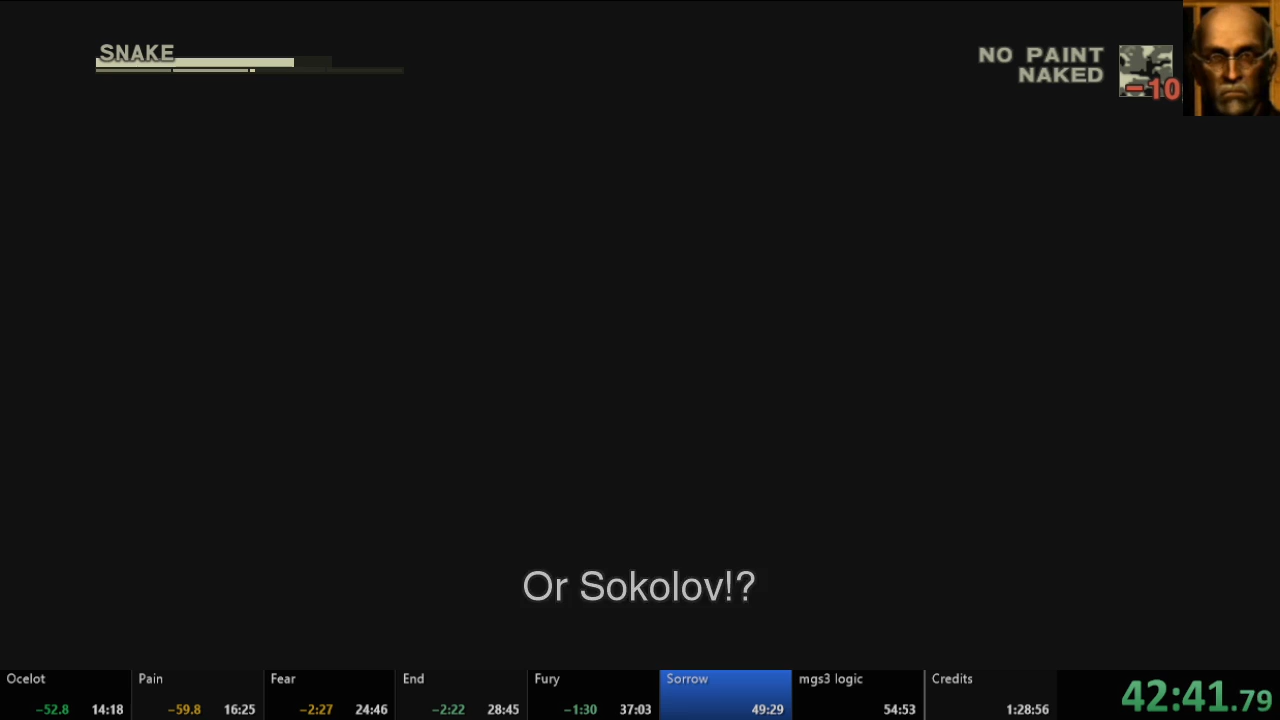 SNAKE
NO PAINT
NAKED
−10
Or Sokolov!?
Ocelot
−52.8 14:18
Pain
−59.8 16:25
Fear
−2:27 24:46
End
−2:22 28:45
Fury
−1:30 37:03
Sorrow
49:29
mgs3 logic
54:53
Credits
1:28:56
42:41.79